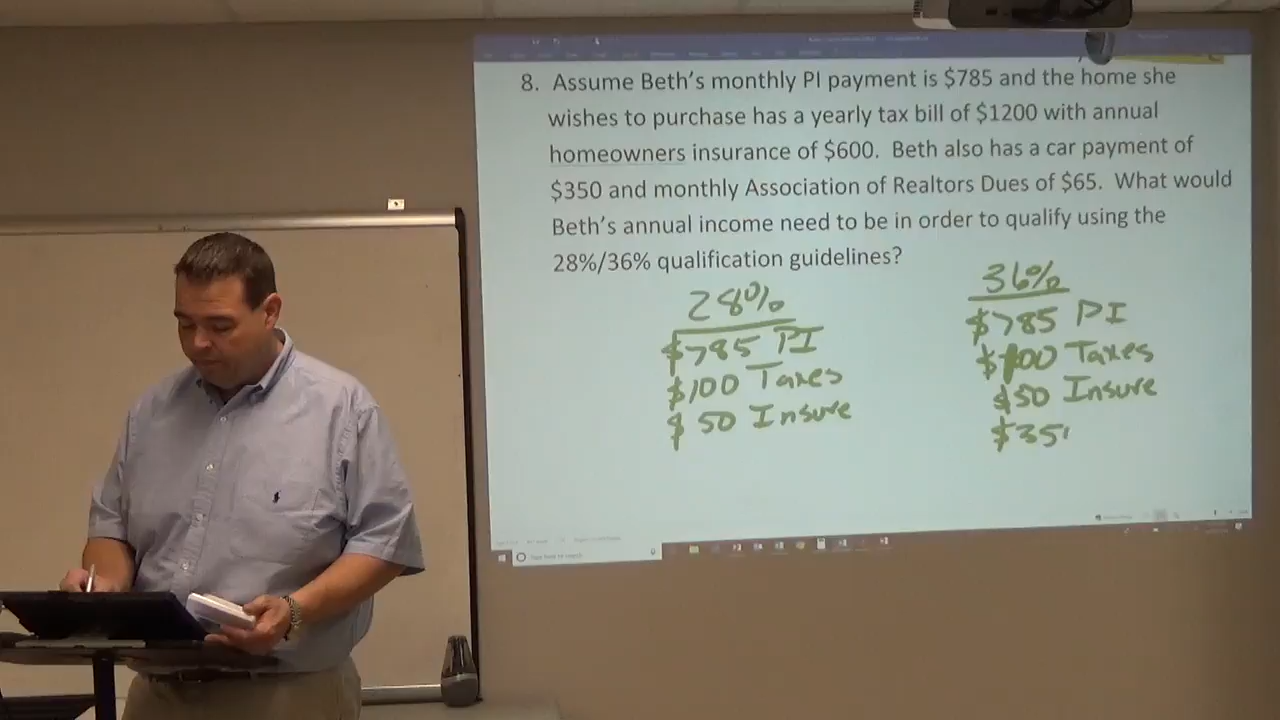 8. Assume Beth's monthly PI payment is $785 and the home she
wishes to purchase has a yearly tax bill of $1200 with annual
homeowners insurance of $600. Beth also has a car payment of
$350 and monthly Association of Realtors Dues of $65. What would
Beth's annual income need to be in order to qualify using the
28%/36% qualification guidelines?
28%
$785 PI
$100 Taxes
$50 Insure
36%
$785 PI
$100 Taxes
$50 Insure
$35